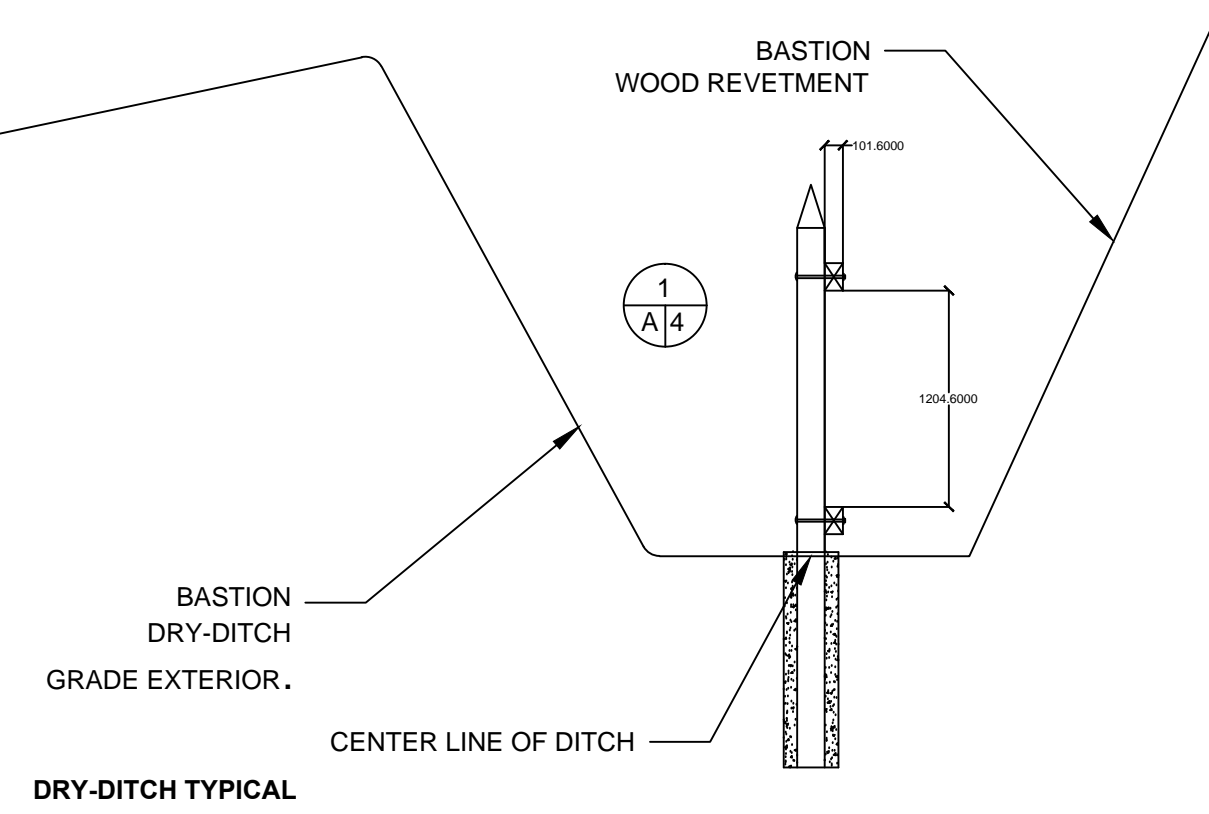 BASTION
WOOD REVETMENT
101.6000
1
A 4
1204.6000
BASTION
DRY-DITCH
GRADE EXTERIOR.
CENTER LINE OF DITCH
DRY-DITCH TYPICAL